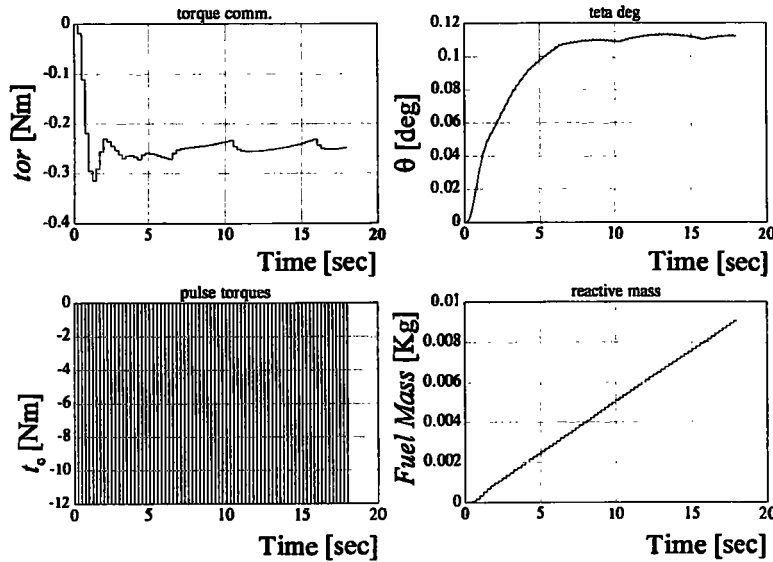 torque comm.
0
-0.1
-0.2
-0.3
-0.4
tor [Nm]
0 5 10 15 20
Time [sec]
teta deg
0.12
0.1
0.08
0.06
0.04
0.02
0
θ [deg]
0 5 10 15 20
Time [sec]
pulse torques
0
-2
-4
-6
-8
-10
-12
t_c [Nm]
0 5 10 15 20
Time [sec]
reactive mass
0.01
0.008
0.006
0.004
0.002
0
Fuel Mass [Kg]
0 5 10 15 20
Time [sec]